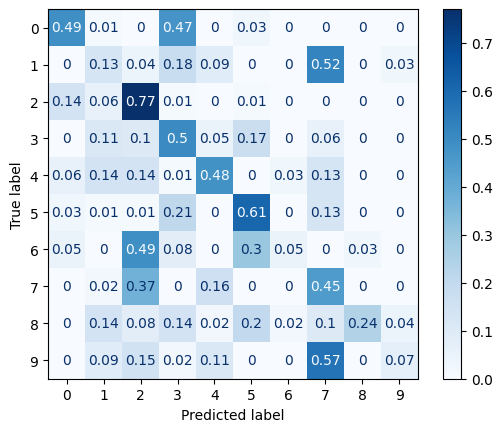 0 0.49 0.01 0 0.47 0 0.03 0 0 0 0
1 0 0.13 0.04 0.18 0.09 0 0 0.52 0 0.03
2 0.14 0.06 0.77 0.01 0 0.01 0 0 0 0
3 0 0.11 0.1 0.5 0.05 0.17 0 0.06 0 0
4 0.06 0.14 0.14 0.01 0.48 0 0.03 0.13 0 0
5 0.03 0.01 0.01 0.21 0 0.61 0 0.13 0 0
6 0.05 0 0.49 0.08 0 0.3 0.05 0 0.03 0
7 0 0.02 0.37 0 0.16 0 0 0.45 0 0
8 0 0.14 0.08 0.14 0.02 0.2 0.02 0.1 0.24 0.04
9 0 0.09 0.15 0.02 0.11 0 0 0.57 0 0.07
0 1 2 3 4 5 6 7 8 9
Predicted label
True label
0.7
0.6
0.5
0.4
0.3
0.2
0.1
0.0